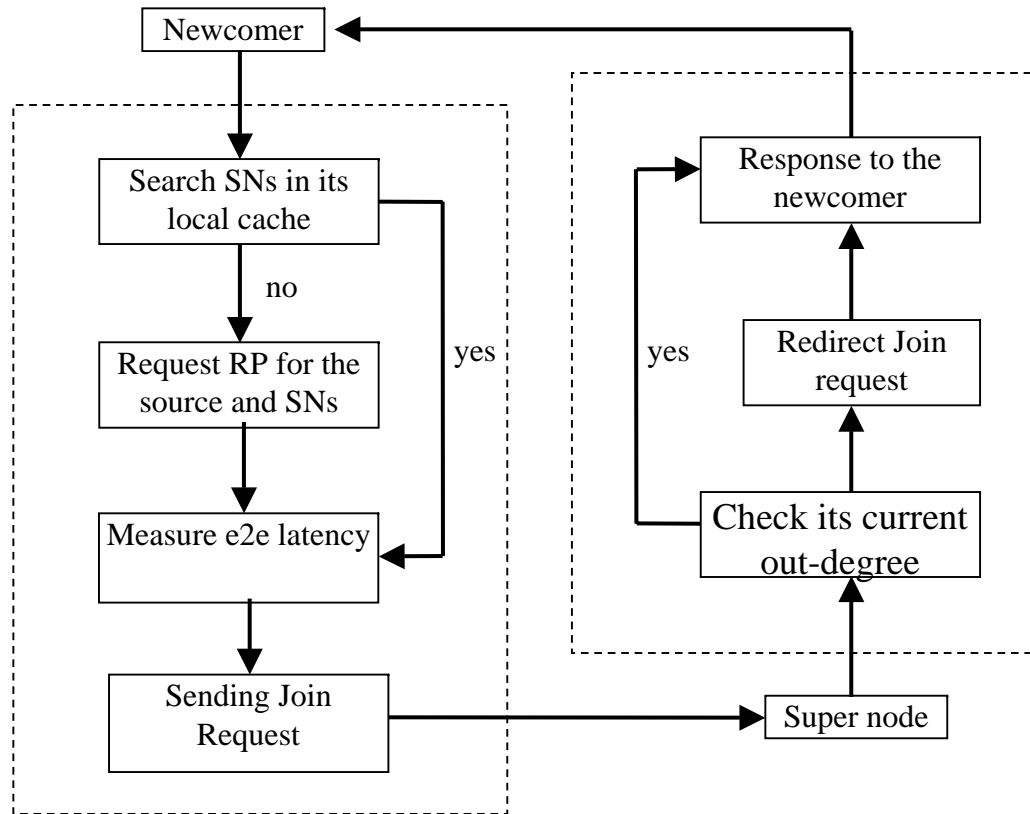 Newcomer
Search SNs in its
local cache
no
yes
Request RP for the
source and SNs
Measure e2e latency
Sending Join
Request
Response to the
newcomer
yes
Redirect Join
request
Check its current
out-degree
Super node